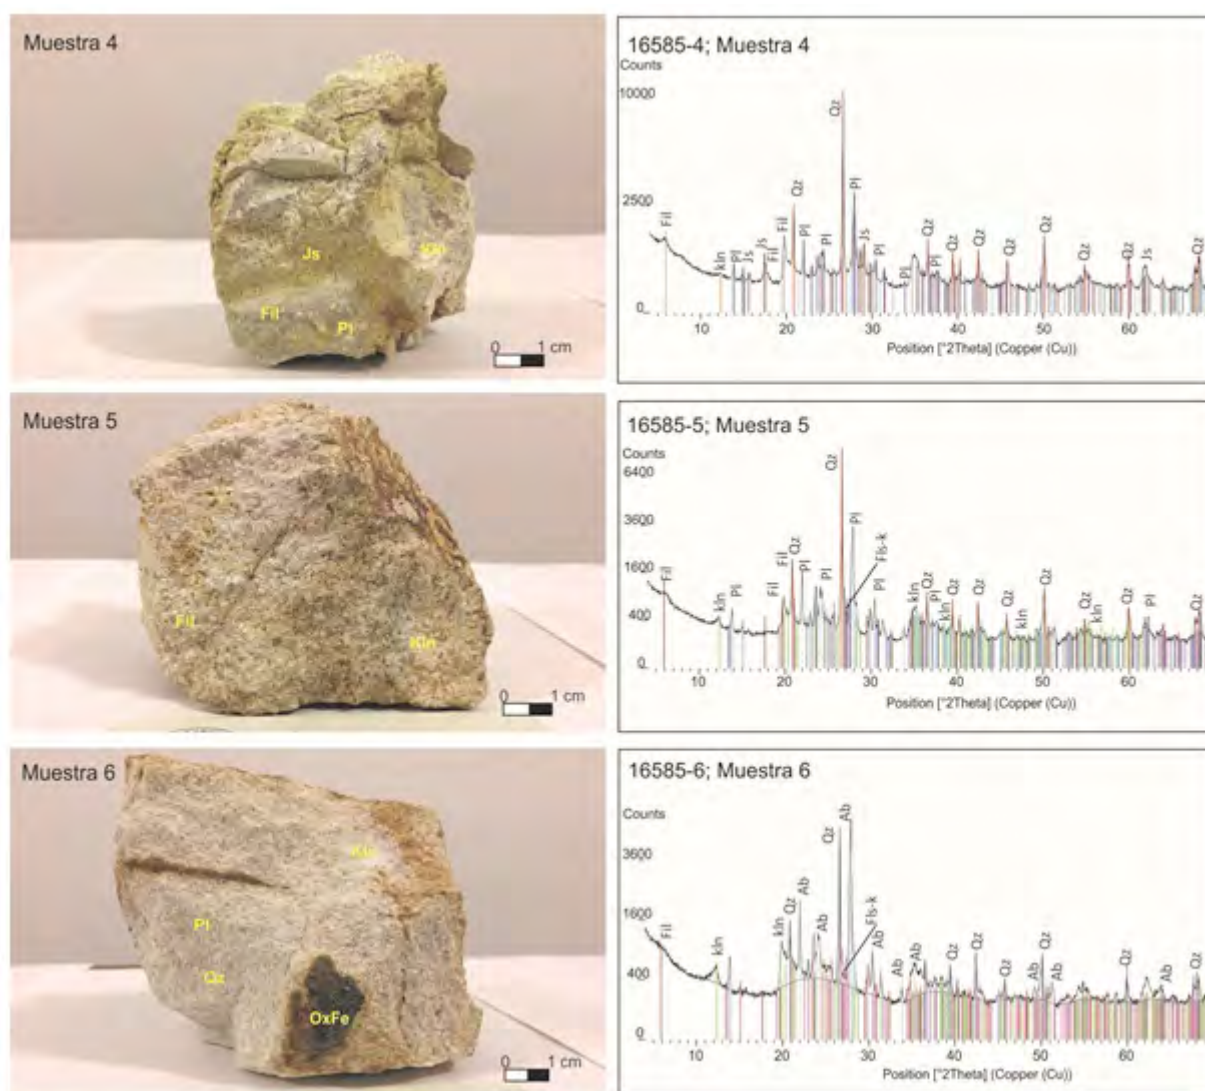 Muestra 4
Js
Kln
Fil
Pl
0 1 cm
16585-4; Muestra 4
Counts
10000
2500
0
Fil
kln
Pl
Js
Js
Fil
Qz
Pl
Pl
Qz
Pl
Js
Pl
Pl
Qz
Pl
Qz
Qz
Qz
Qz
Qz
Qz
Js
Qz
10 20 30 40 50 60
Position [°2Theta] (Copper (Cu))
Muestra 5
Fil
Kln
0 1 cm
16585-5; Muestra 5
Counts
6400
3600
1600
400
0
Fil
kln
Pl
Fil
Fil
Qz
Pl
Pl
Qz
Pl
Fls-k
Pl
kln
Qz
Pl
kln
Qz
Qz
Qz
kln
Qz
Qz
kln
Qz
Pl
Qz
10 20 30 40 50 60
Position [°2Theta] (Copper (Cu))
Muestra 6
Kln
Pl
Qz
OxFe
0 1 cm
16585-6; Muestra 6
Counts
3600
1600
400
0
Fil
kln
kln
Qz
Ab
Ab
Qz
Ab
Fls-k
Ab
Ab
Ab
Qz
Qz
Qz
Ab
Qz
Ab
Qz
Ab
Qz
10 20 30 40 50 60
Position [°2Theta] (Copper (Cu))